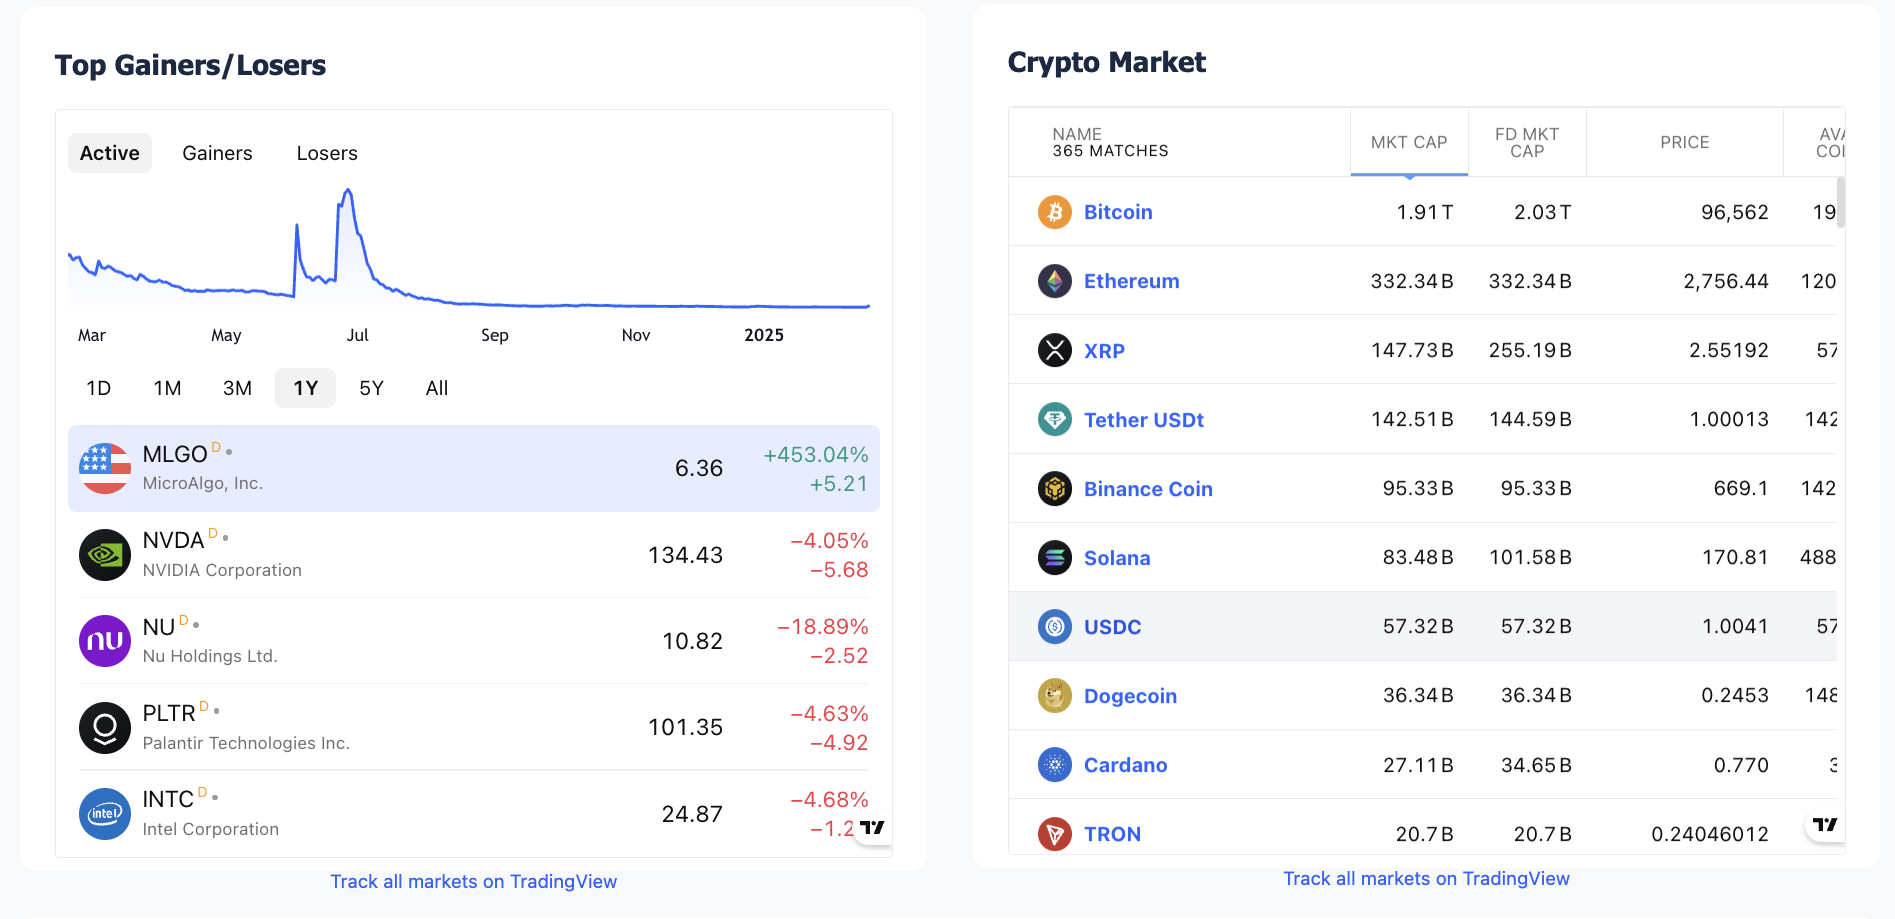 Top Gainers/Losers
Active Gainers Losers
Mar May Jul Sep Nov 2025
1D 1M 3M 1Y 5Y All
MLGO D
MicroAlgo, Inc.
6.36
+453.04%
+5.21
NVDA D
NVIDIA Corporation
134.43
−4.05%
−5.68
nu
NU D
Nu Holdings Ltd.
10.82
−18.89%
−2.52
PLTR D
Palantir Technologies Inc.
101.35
−4.63%
−4.92
intel
INTC D
Intel Corporation
24.87
−4.68%
−1.2
Track all markets on TradingView
Crypto Market
NAME
365 MATCHES
MKT CAP
FD MKT
CAP
PRICE
Bitcoin 1.91 T 2.03 T 96,562 19
Ethereum 332.34 B 332.34 B 2,756.44 120
XRP 147.73 B 255.19 B 2.55192 57
Tether USDt 142.51 B 144.59 B 1.00013 142
Binance Coin 95.33 B 95.33 B 669.1 142
Solana 83.48 B 101.58 B 170.81 488
USDC 57.32 B 57.32 B 1.0041 57
Dogecoin 36.34 B 36.34 B 0.2453 148
Cardano 27.11 B 34.65 B 0.770 3
TRON 20.7 B 20.7 B 0.24046012
Track all markets on TradingView